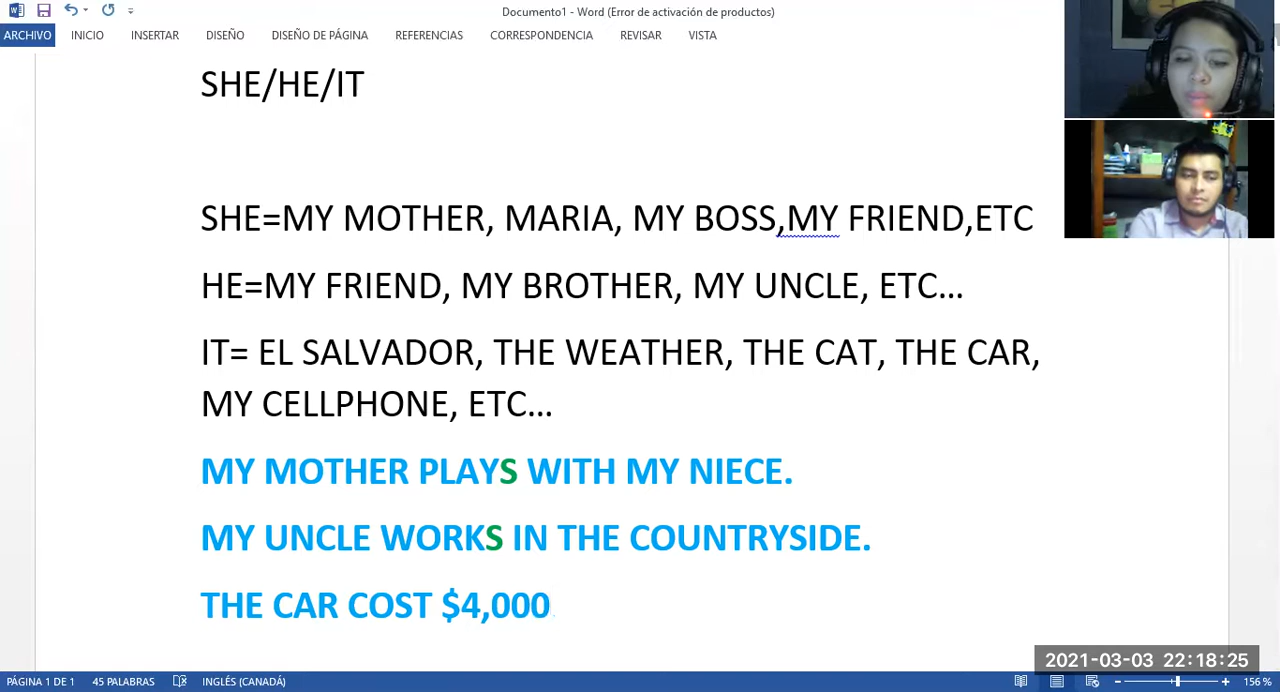 Documento1 - Word (Error de activación de productos)
ARCHIVO INICIO INSERTAR DISEÑO DISEÑO DE PÁGINA REFERENCIAS CORRESPONDENCIA REVISAR VISTA
SHE/HE/IT
SHE=MY MOTHER, MARIA, MY BOSS,MY FRIEND,ETC
HE=MY FRIEND, MY BROTHER, MY UNCLE, ETC...
IT= EL SALVADOR, THE WEATHER, THE CAT, THE CAR,
MY CELLPHONE, ETC...
MY MOTHER PLAYS WITH MY NIECE.
MY UNCLE WORKS IN THE COUNTRYSIDE.
THE CAR COST $4,000
2021-03-03 22:18:25
PÁGINA 1 DE 1 45 PALABRAS INGLÉS (CANADÁ) 156 %